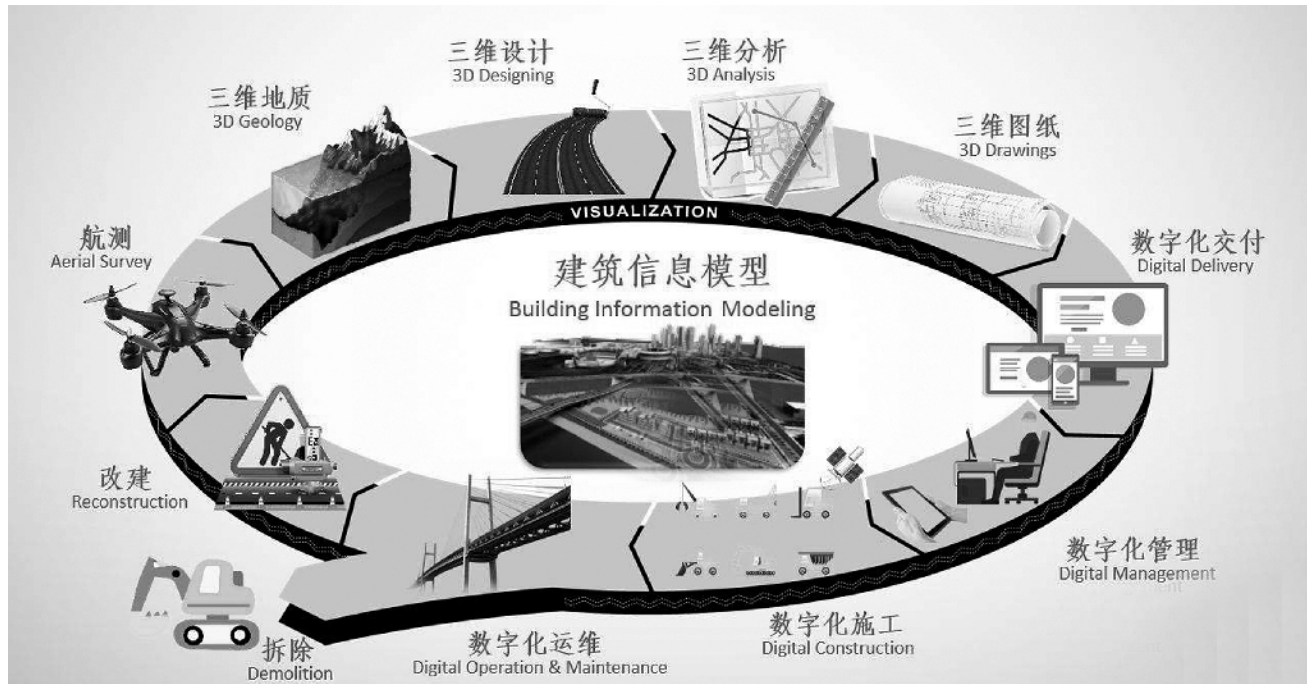 三维设计
3D Designing
三维分析
3D Analysis
三维地质
3D Geology
三维图纸
3D Drawings
航测
Aerial Survey
VISUALIZATION
数字化交付
Digital Delivery
建筑信息模型
Building Information Modeling
改建
Reconstruction
数字化管理
Digital Management
数字化施工
Digital Construction
数字化运维
Digital Operation & Maintenance
拆除
Demolition